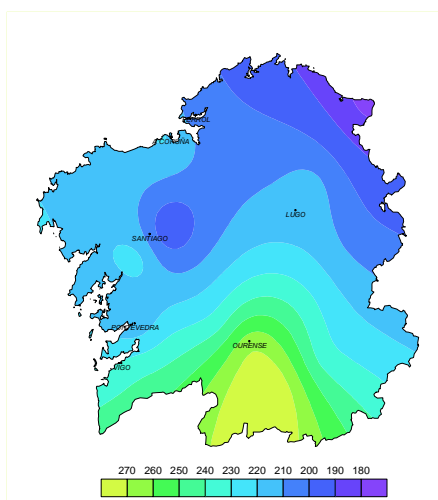 FERROL
A CORUÑA
LUGO
SANTIAGO
PONTEVEDRA
OURENSE
VIGO
270 260 250 240 230 220 210 200 190 180